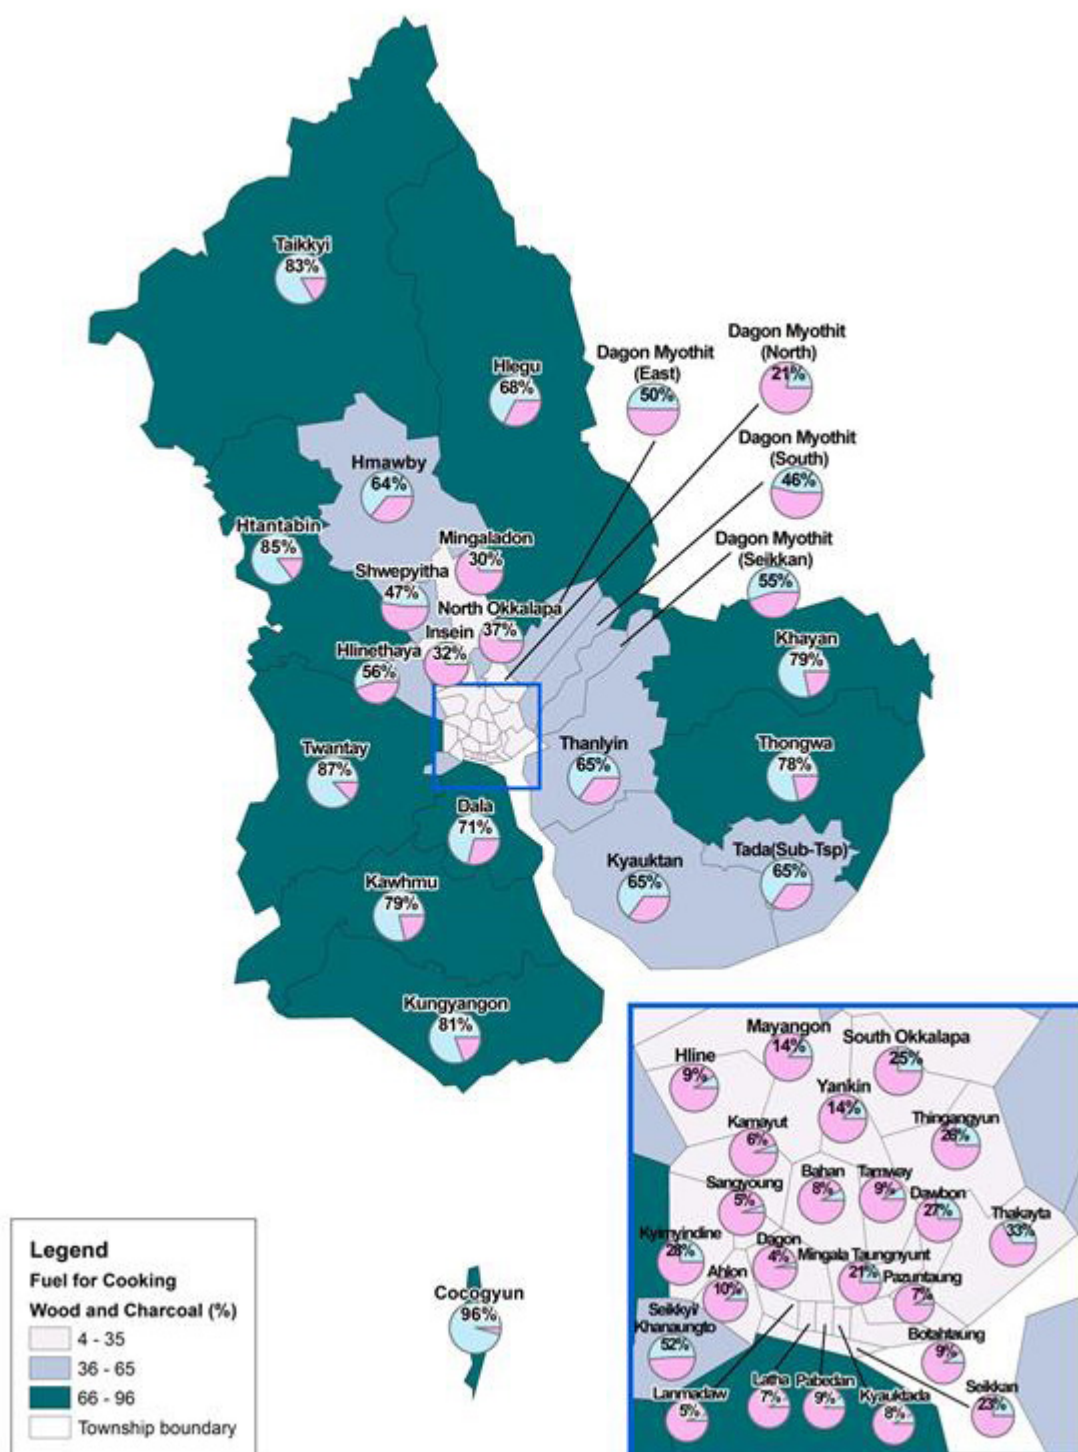 Taikkyi
83%
Hlegu
68%
Dagon Myothit
(East)
50%
Dagon Myothit
(North)
21%
Dagon Myothit
(South)
46%
Dagon Myothit
(Seikkan)
55%
Hmawby
64%
Htantabin
85%
Mingaladon
30%
Shwepyitha
47%
North Okkalapa
37%
Insein
32%
Hlinethaya
56%
Khayan
79%
Twantay
87%
Thanlyin
65%
Thongwa
78%
Dala
71%
Kyauktan
65%
Tada(Sub-Tsp)
65%
Kawhmu
79%
Kungyangon
81%
Mayangon
14%
South Okkalapa
25%
Hline
9%
Yankin
14%
Thingangyun
26%
Kamayut
6%
Bahan
8%
Tamway
9%
Sangyoung
5%
Dawbon
27%
Thakayta
33%
Kyimyindine
28%
Dagon
4%
Mingala Taungnyunt
21%
Ahlon
10%
Pazuntaung
7%
Seikkyi/
Khanaungto
52%
Botahtaung
9%
Lanmadaw
5%
Latha
7%
Pabedan
9%
Kyauktada
8%
Seikkan
23%
Cocogyun
96%
Legend
Fuel for Cooking
Wood and Charcoal (%)
4 - 35
36 - 65
66 - 96
Township boundary